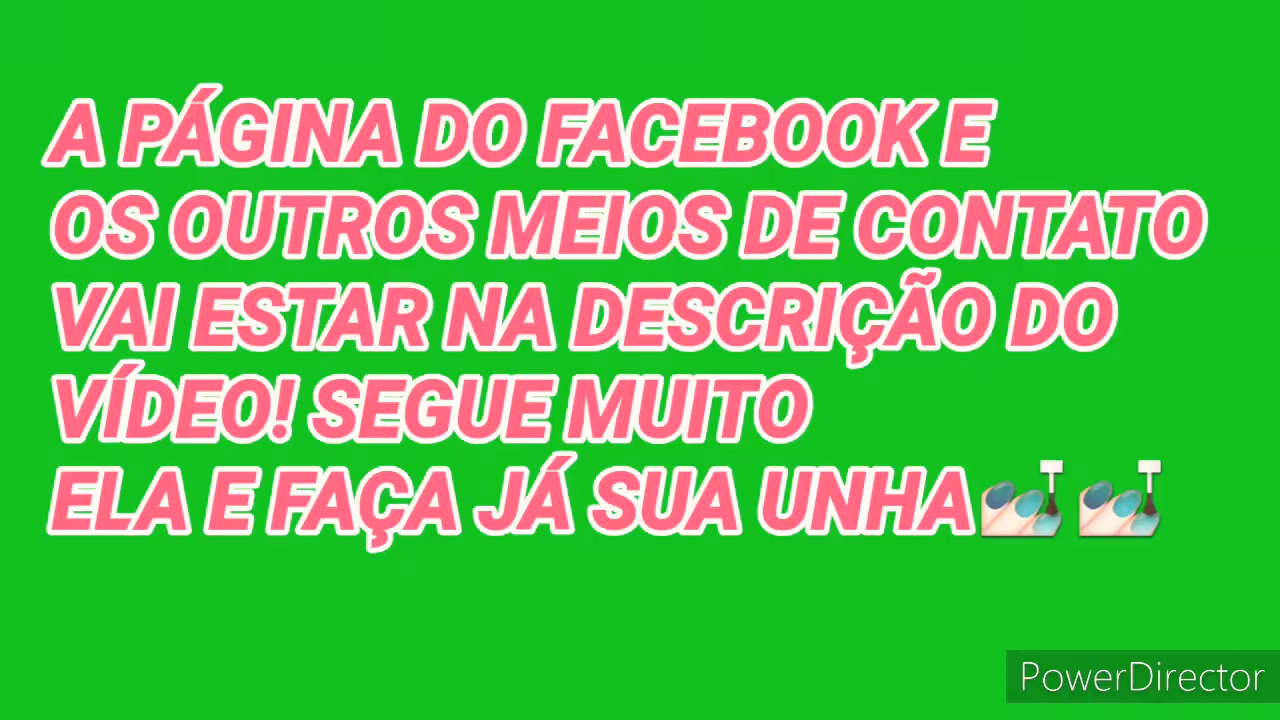 A PÁGINA DO FACEBOOK E
OS OUTROS MEIOS DE CONTATO
VAI ESTAR NA DESCRIÇÃO DO
VÍDEO! SEGUE MUITO
ELA E FAÇA JÁ SUA UNHA💅🏻💅🏻
PowerDirector